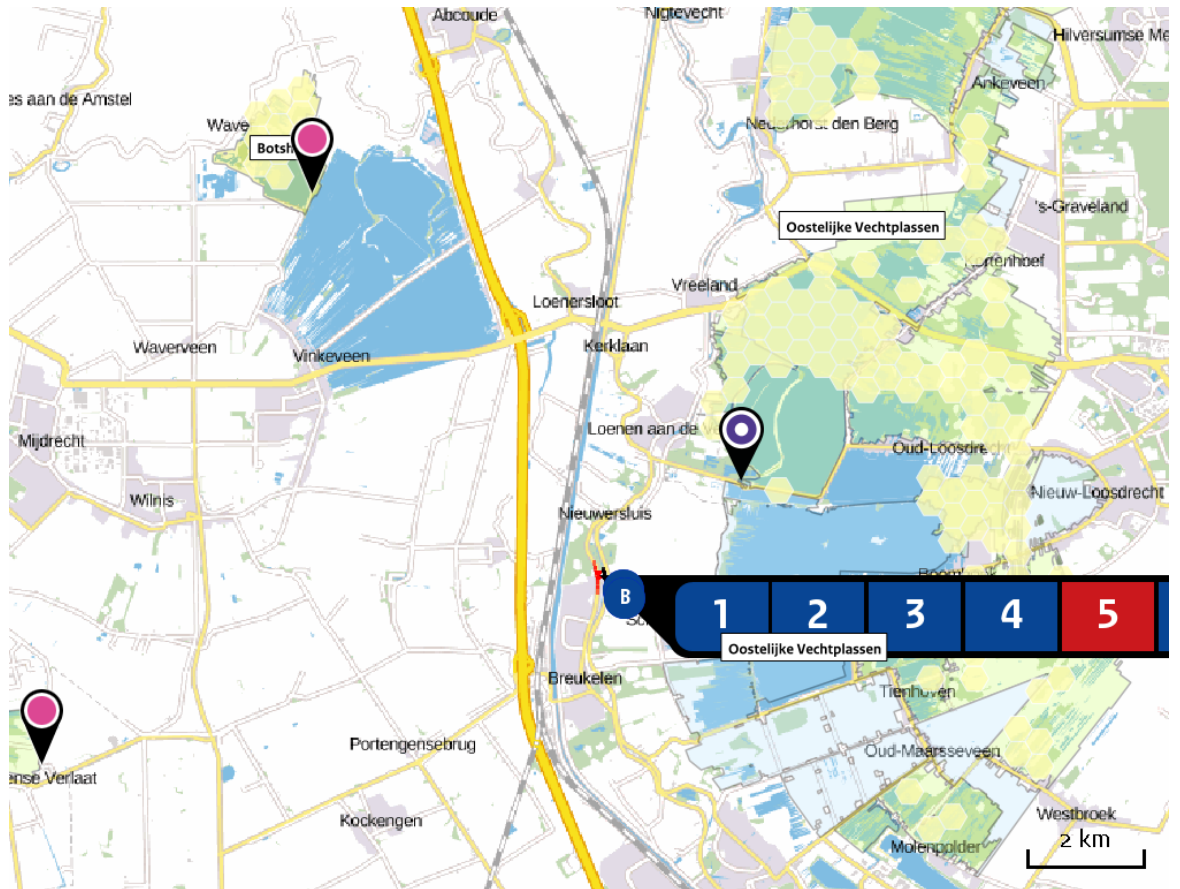 Abcoude
Nigtevecht
Hilversumse Me
Ankeveen
es aan de Amstel
Wave
Nederhorst den Berg
Botsh
's-Graveland
Oostelijke Vechtplassen
Vreeland
Loenersloot
Waverveen
Vinkeveen
Kerklaan
Loenen aan de Ve
Mijdrecht
Oud-Loosdrecht
Wilnis
Nieuw-Loosdrecht
Nieuwersluis
B
1 2 3 4 5
Oostelijke Vechtplassen
Breukelen
Tienhoven
Portengensebrug
Oud-Maarsseveen
ense Verlaat
Kockengen
Westbroek
Molenpolder
2 km